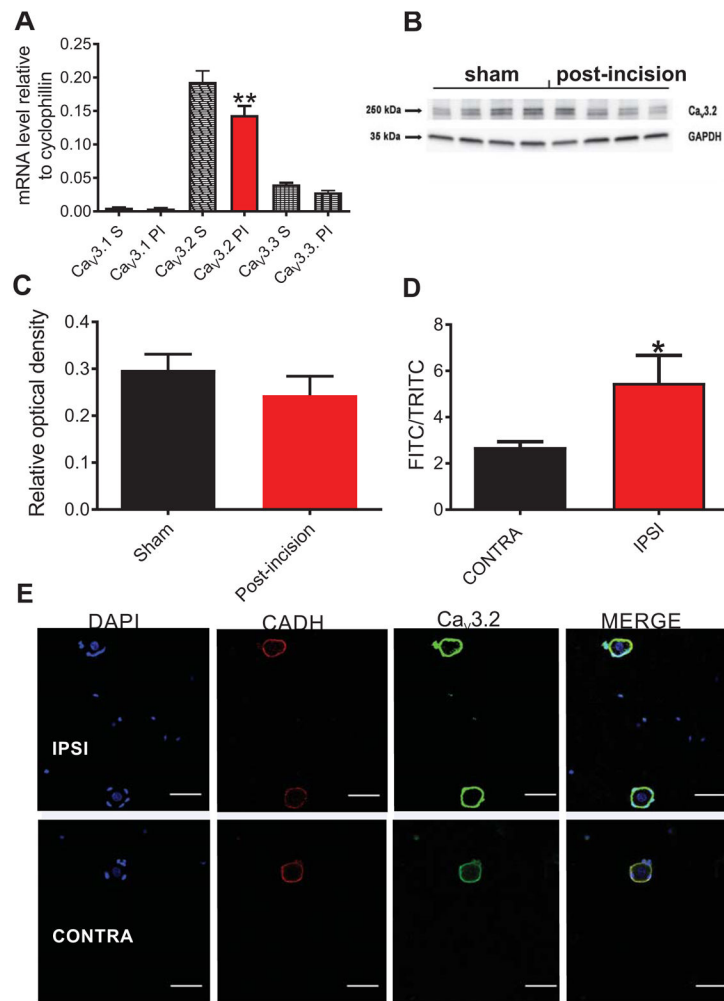 A
mRNA level relative
to cyclophillin
0.25
0.20
0.15
0.10
0.05
0.00
**
Cav3.1 S
Cav3.1 PI
Cav3.2 S
Cav3.2 PI
Cav3.3 S
Cav3.3. PI
B
sham post-incision
250 kDa Cav3.2
35 kDa GAPDH
C
Relative optical density
0.4
0.3
0.2
0.1
0.0
Sham
Post-incision
D
FITC/TRITC
8
6
4
2
0
*
CONTRA
IPSI
E
DAPI CADH Cav3.2 MERGE
IPSI
CONTRA